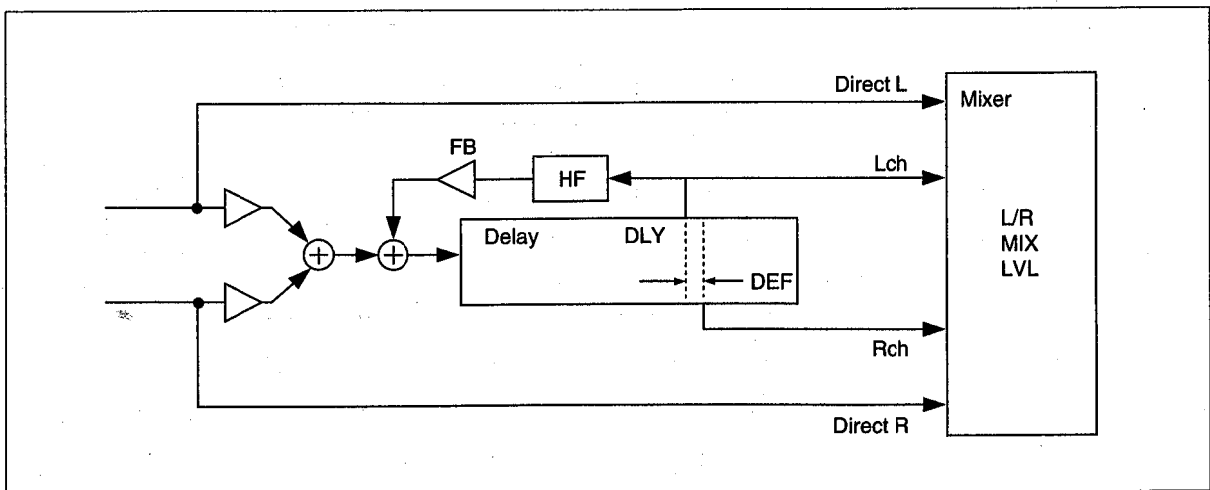 Direct L
Mixer
FB
HF
Lch
Delay
DLY
L/R
MIX
LVL
DEF
Rch
Direct R